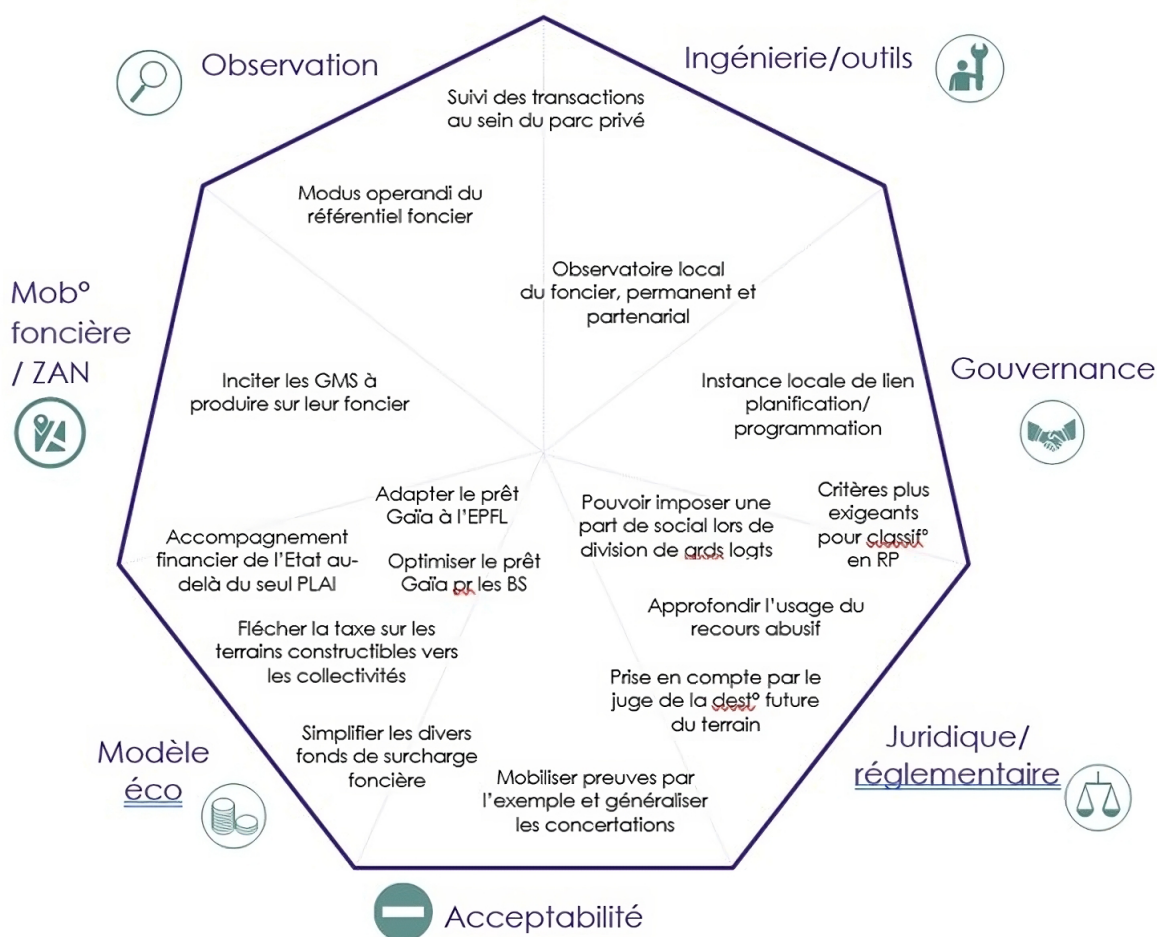 Observation
Ingénierie/outils
Suivi des transactions
au sein du parc privé
Modus operandi du
référentiel foncier
Observatoire local
du foncier, permanent et
partenarial
Mob°
foncière
/ ZAN
Inciter les GMS à
produire sur leur foncier
Instance locale de lien
planification/
programmation
Gouvernance
Adapter le prêt
Gaïa à l'EPFL
Pouvoir imposer une
part de social lors de
division de grds logts
Critères plus
exigeants
pour classif°
en RP
Accompagnement
financier de l'Etat au-
delà du seul PLAI
Optimiser le prêt
Gaïa pr les BS
Approfondir l'usage du
recours abusif
Flécher la taxe sur les
terrains constructibles vers
les collectivités
Prise en compte par le
juge de la dest° future
du terrain
Modèle
éco
Simplifier les divers
fonds de surcharge
foncière
Juridique/
réglementaire
Mobiliser preuves par
l'exemple et généraliser
les concertations
Acceptabilité